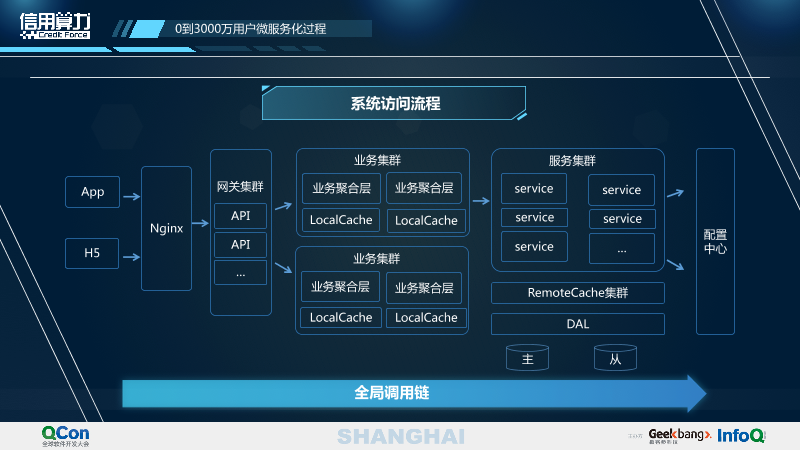 信用算力
Credit Force
0到3000万用户微服务化过程
系统访问流程
App
H5
Nginx
网关集群
API
API
...
业务集群
业务聚合层
业务聚合层
LocalCache
LocalCache
业务集群
业务聚合层
业务聚合层
LocalCache
LocalCache
服务集群
service
service
service
service
service
...
RemoteCache集群
DAL
主
从
配置
中心
全局调用链
QCon
全球软件开发大会
SHANGHAI
Geekbang>.
极客邦科技
InfoQ